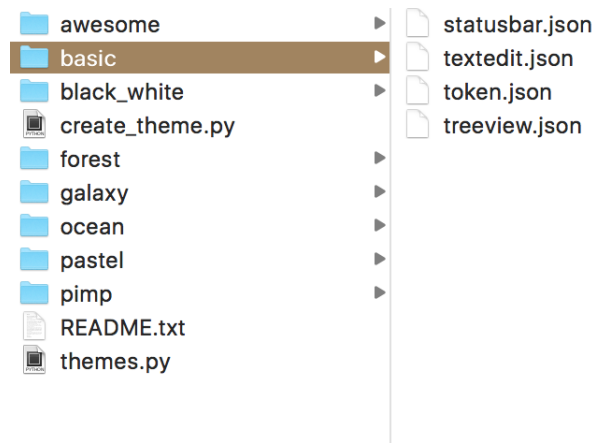 awesome
basic
black_white
create_theme.py
forest
galaxy
ocean
pastel
pimp
README.txt
themes.py
statusbar.json
textedit.json
token.json
treeview.json